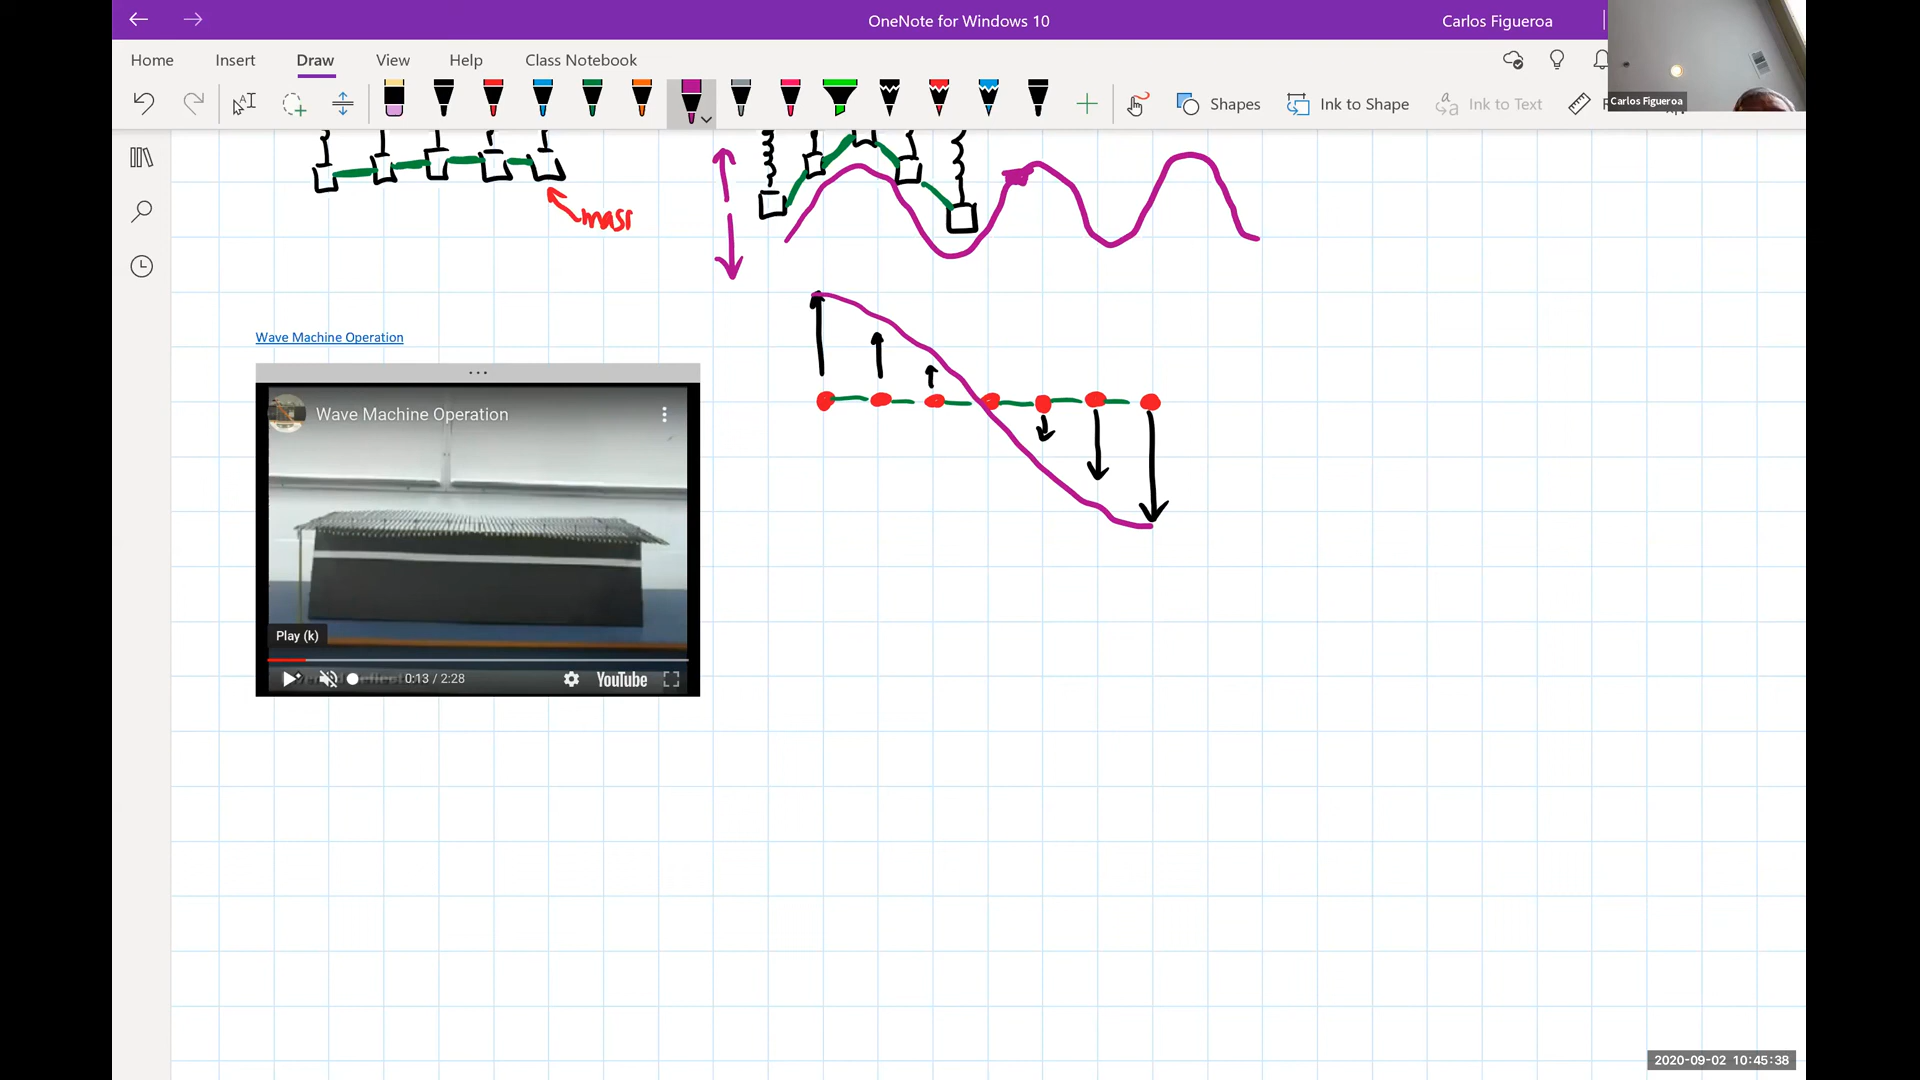 OneNote for Windows 10
Carlos Figueroa
Home Insert Draw View Help Class Notebook
Shapes Ink to Shape Ink to Text
Carlos Figueroa
mass
Wave Machine Operation
Wave Machine Operation
Play (k)
0:13 / 2:28 YouTube
2020-09-02 10:45:38